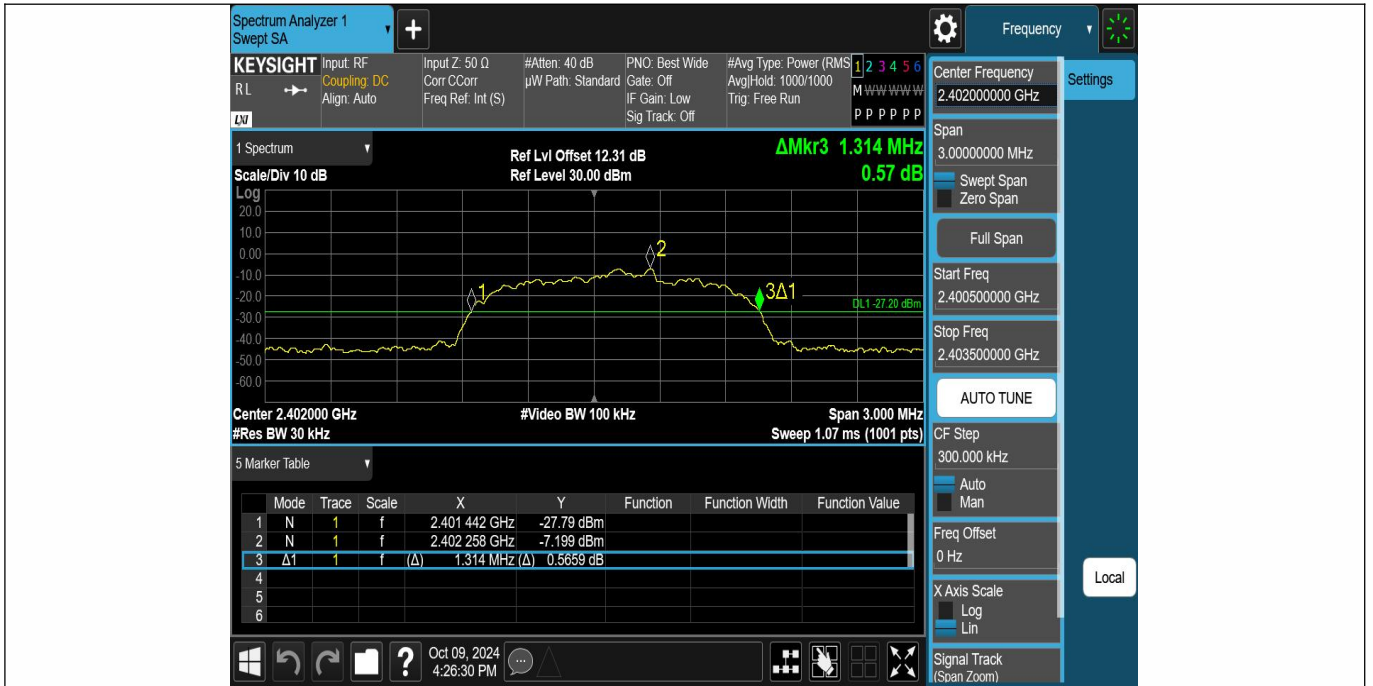 Spectrum Analyzer 1
Swept SA
+
Frequency
KEYSIGHT
RL
LXI
Input: RF
Coupling: DC
Align: Auto
Input Z: 50 Ω
Corr CCorr
Freq Ref: Int (S)
#Atten: 40 dB
µW Path: Standard
PNO: Best Wide
Gate: Off
IF Gain: Low
Sig Track: Off
#Avg Type: Power (RMS
Avg|Hold: 1000/1000
Trig: Free Run
1 2 3 4 5 6
M W W W W W
P P P P P P
Center Frequency
2.402000000 GHz
Settings
Span
3.00000000 MHz
Swept Span
Zero Span
Full Span
Start Freq
2.400500000 GHz
Stop Freq
2.403500000 GHz
AUTO TUNE
CF Step
300.000 kHz
Auto
Man
Freq Offset
0 Hz
X Axis Scale
Log
Lin
Signal Track
(Span Zoom)
Local
1 Spectrum
Scale/Div 10 dB
Ref Lvl Offset 12.31 dB
Ref Level 30.00 dBm
ΔMkr3 1.314 MHz
0.57 dB
Log
20.0
10.0
0.00
-10.0
-20.0
-30.0
-40.0
-50.0
-60.0
1
2
3Δ1
DL1 -27.20 dBm
Center 2.402000 GHz
#Video BW 100 kHz
Span 3.000 MHz
#Res BW 30 kHz
Sweep 1.07 ms (1001 pts)
5 Marker Table
Mode Trace Scale X Y Function Function Width Function Value
1 N 1 f 2.401 442 GHz -27.79 dBm
2 N 1 f 2.402 258 GHz -7.199 dBm
3 Δ1 1 f (Δ) 1.314 MHz (Δ) 0.5659 dB
4
5
6
?
Oct 09, 2024
4:26:30 PM